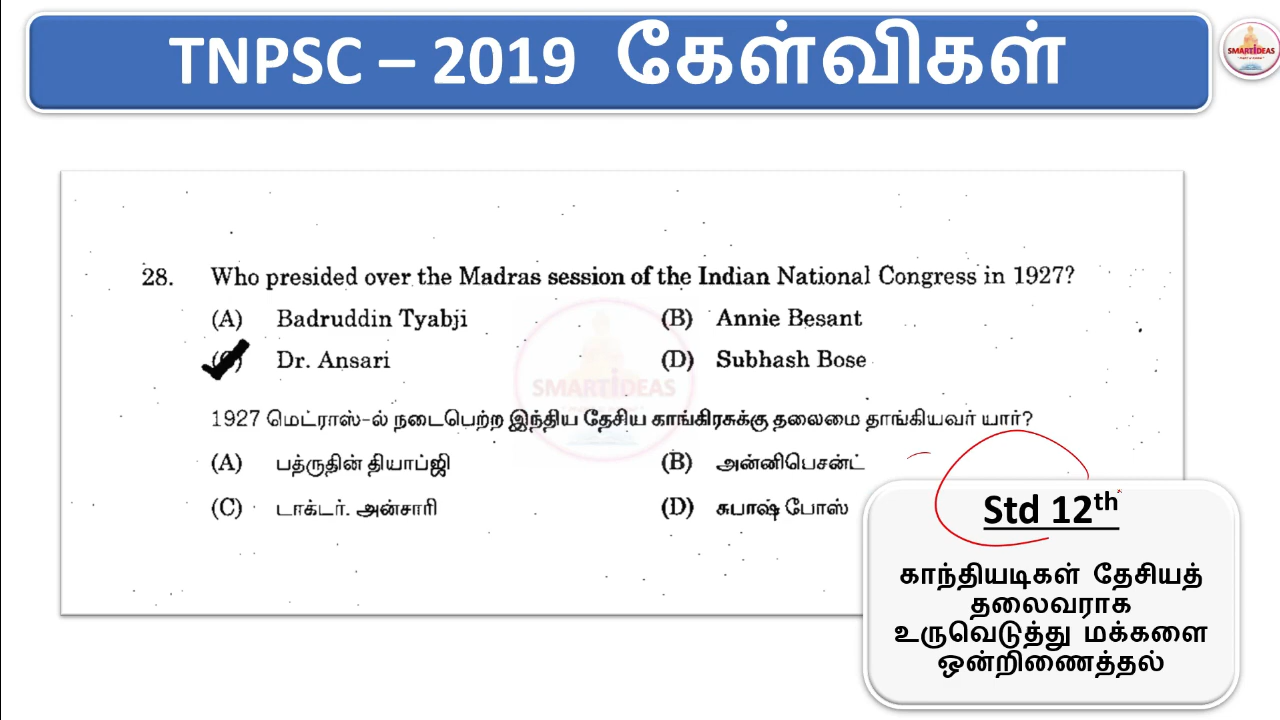 TNPSC – 2019 கேள்விகள்
SMARTIDEAS
28. Who presided over the Madras session of the Indian National Congress in 1927?
(A) Badruddin Tyabji (B) Annie Besant
(C) Dr. Ansari (D) Subhash Bose
SMARTIDEAS
1927 மெட்ராஸ்-ல் நடைபெற்ற இந்திய தேசிய காங்கிரசுக்கு தலைமை தாங்கியவர் யார்?
(A) பத்ருதின் தியாப்ஜி (B) அன்னிபெசன்ட்
(C) டாக்டர். அன்சாரி (D) சுபாஷ் போஸ்
Std 12th
காந்தியடிகள் தேசியத்
தலைவராக
உருவெடுத்து மக்களை
ஒன்றிணைத்தல்